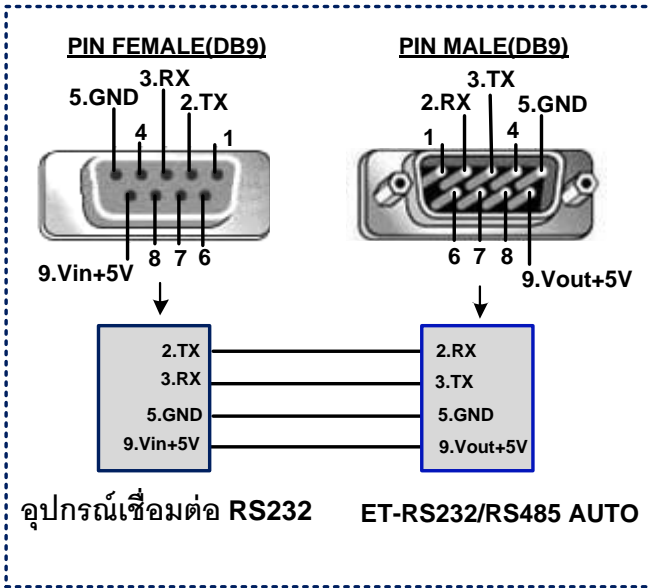 PIN FEMALE(DB9)
3.RX
5.GND
2.TX
4
1
9.Vin+5V
8 7 6
PIN MALE(DB9)
3.TX
2.RX
5.GND
1
4
6 7 8
9.Vout+5V
2.TX
3.RX
5.GND
9.Vin+5V
2.RX
3.TX
5.GND
9.Vout+5V
อุปกรณ์เชื่อมต่อ RS232
ET-RS232/RS485 AUTO